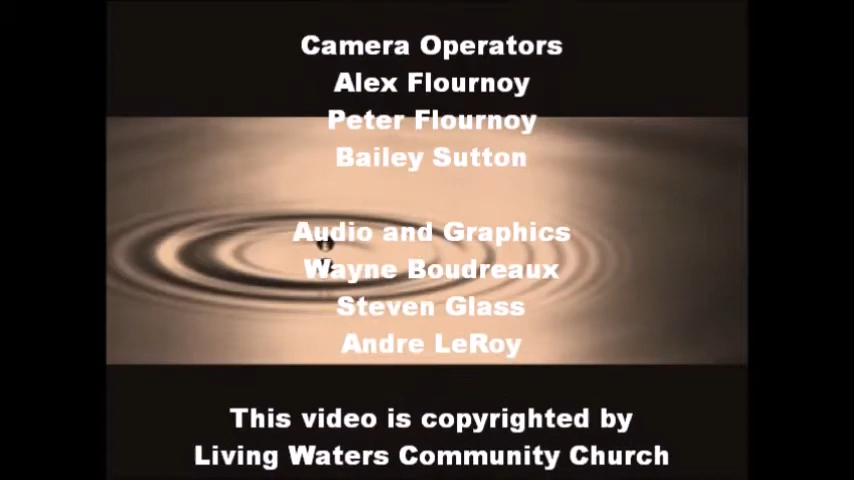 Camera Operators
Alex Flournoy
Peter Flournoy
Bailey Sutton
Audio and Graphics
Wayne Boudreaux
Steven Glass
Andre LeRoy
This video is copyrighted by
Living Waters Community Church